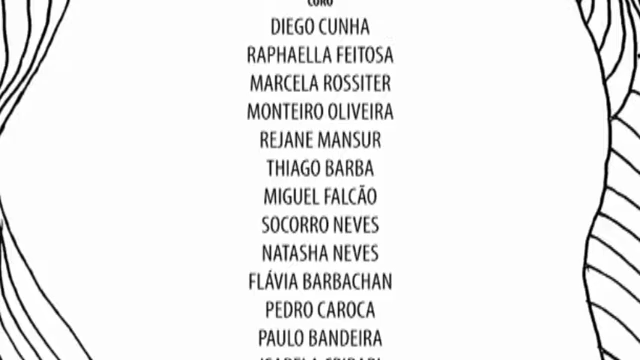 CORO
DIEGO CUNHA
RAPHAELLA FEITOSA
MARCELA ROSSITER
MONTEIRO OLIVEIRA
REJANE MANSUR
THIAGO BARBA
MIGUEL FALCÃO
SOCORRO NEVES
NATASHA NEVES
FLÁVIA BARBACHAN
PEDRO CAROCA
PAULO BANDEIRA